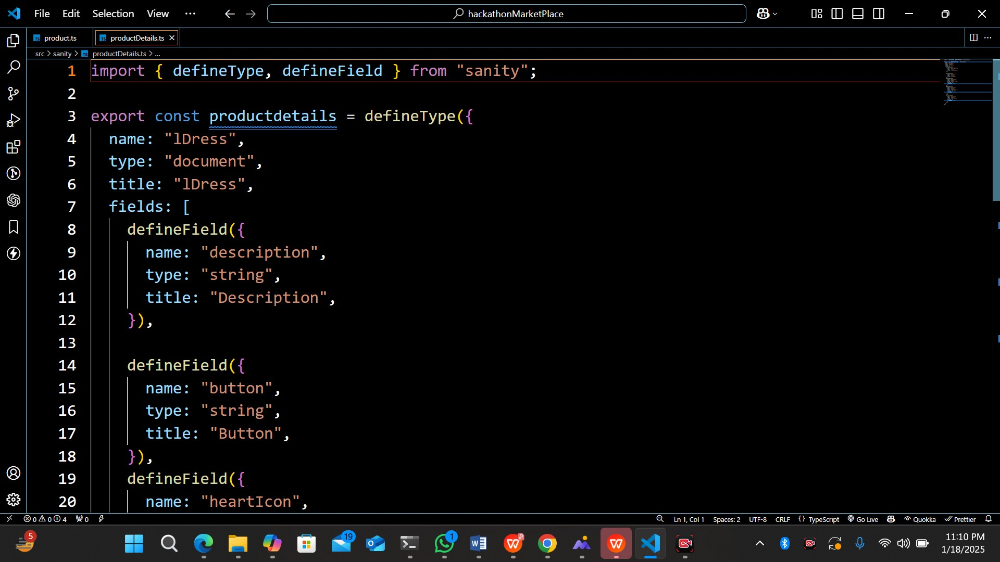 File Edit Selection View ··· hackathonMarketPlace
product.ts productDetails.ts
src > sanity > productDetails.ts > ...
1 import { defineType, defineField } from "sanity";
2
3 export const productdetails = defineType({
4 name: "lDress",
5 type: "document",
6 title: "lDress",
7 fields: [
8 defineField({
9 name: "description",
10 type: "string",
11 title: "Description",
12 }),
13
14 defineField({
15 name: "button",
16 type: "string",
17 title: "Button",
18 }),
19 defineField({
20 name: "heartIcon",
0 0 4 0 Ln 1, Col 1 Spaces: 2 UTF-8 CRLF {} TypeScript Go Live Quokka Prettier
5 19 1 11:10 PM
1/18/2025